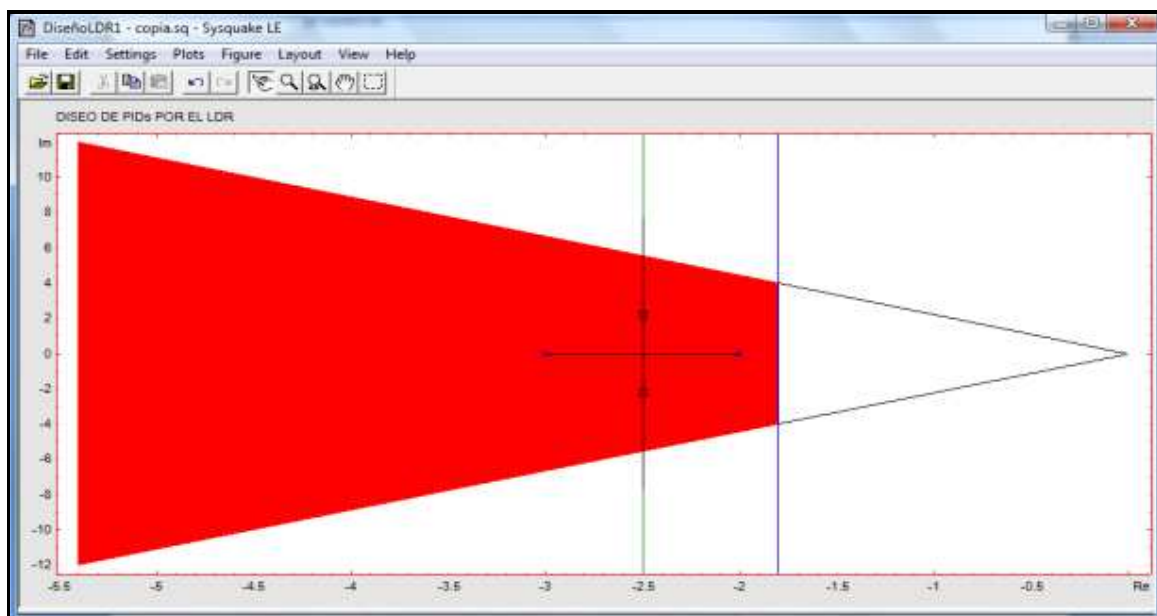 DiseñoLDR1 - copia.sq - Sysquake LE
File Edit Settings Plots Figure Layout View Help
DISEO DE PIDs POR EL LDR
Im
10
8
6
4
2
0
-2
-4
-6
-8
-10
-12
-5.5 -5 -4.5 -4 -3.5 -3 -2.5 -2 -1.5 -1 -0.5 Re